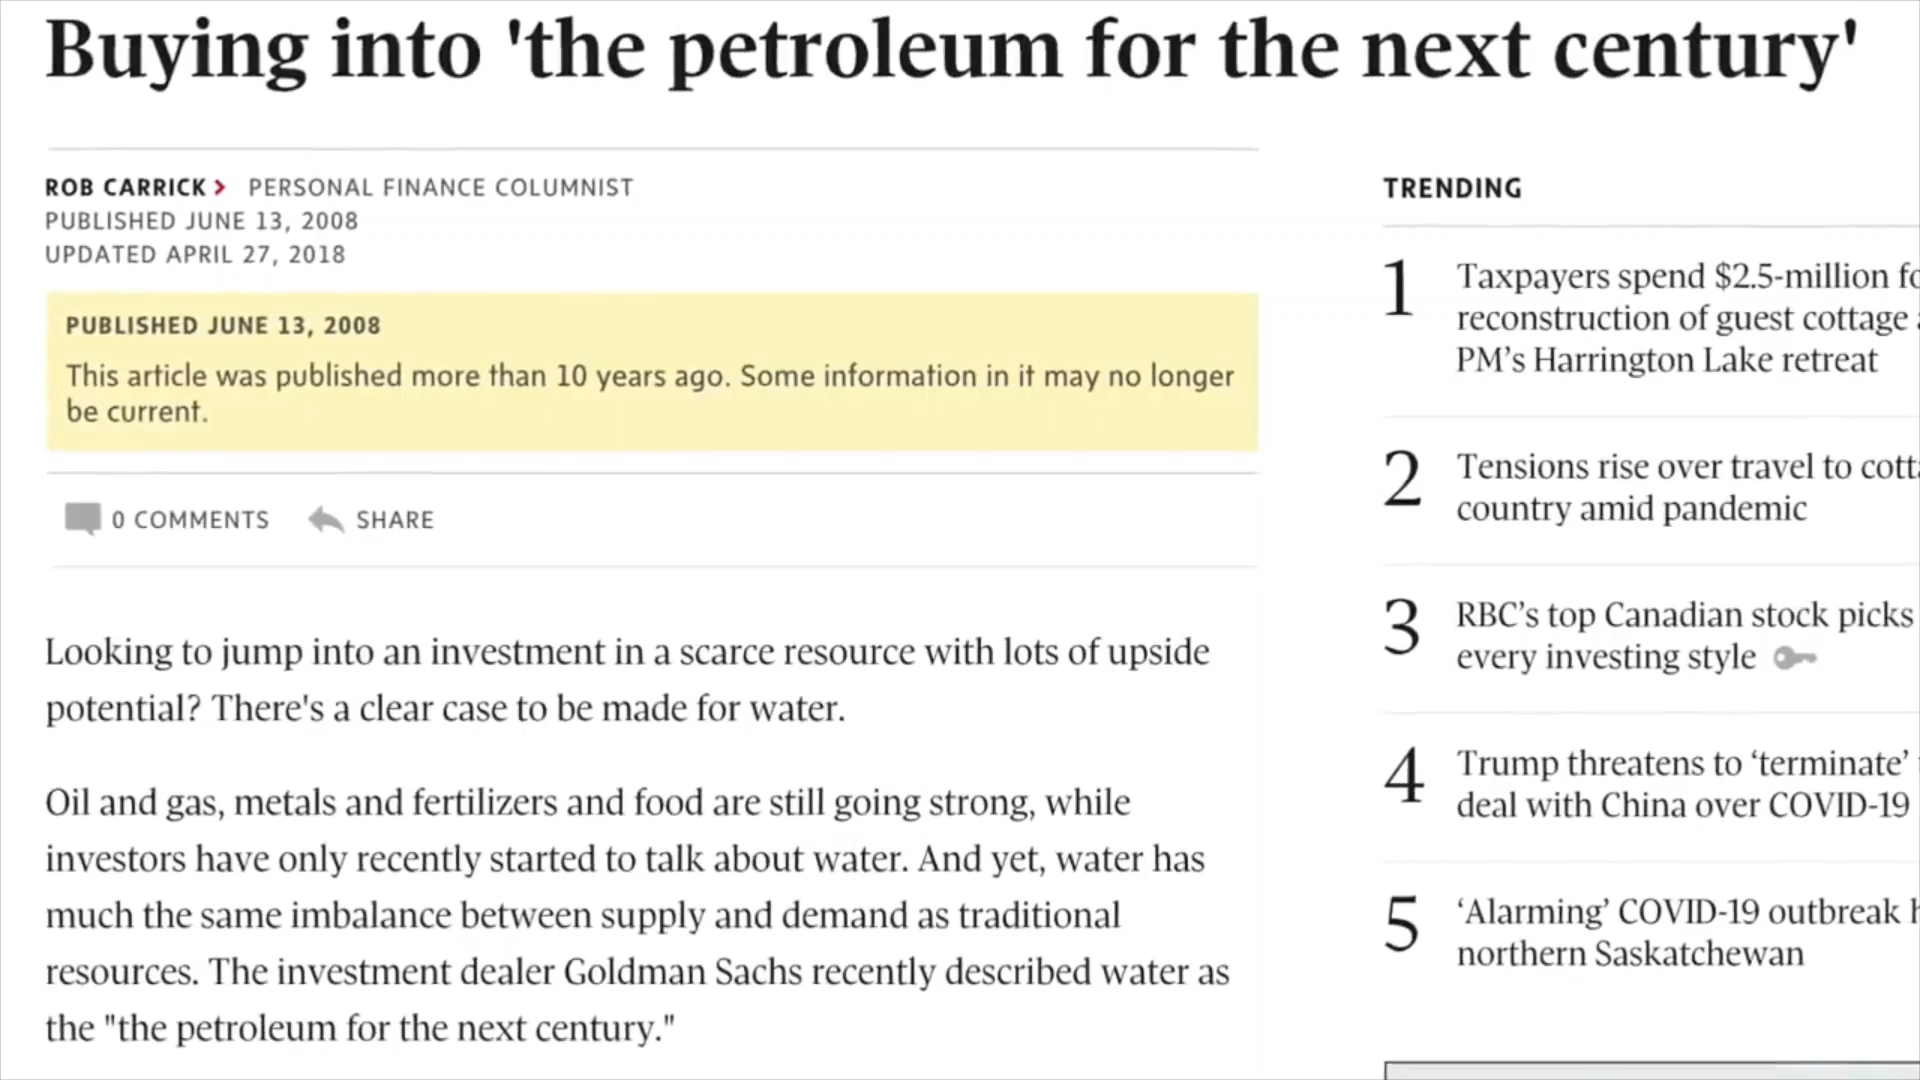 Buying into 'the petroleum for the next century'
ROB CARRICK > PERSONAL FINANCE COLUMNIST
PUBLISHED JUNE 13, 2008
UPDATED APRIL 27, 2018
PUBLISHED JUNE 13, 2008
This article was published more than 10 years ago. Some information in it may no longer
be current.
0 COMMENTS SHARE
Looking to jump into an investment in a scarce resource with lots of upside
potential? There's a clear case to be made for water.
Oil and gas, metals and fertilizers and food are still going strong, while
investors have only recently started to talk about water. And yet, water has
much the same imbalance between supply and demand as traditional
resources. The investment dealer Goldman Sachs recently described water as
the "the petroleum for the next century."
TRENDING
1 Taxpayers spend $2.5-million
reconstruction of guest cottage
PM’s Harrington Lake retreat
2 Tensions rise over travel to
country amid pandemic
3 RBC’s top Canadian stock picks
every investing style
4 Trump threatens to ‘terminate’
deal with China over COVID-19
5 ‘Alarming’ COVID-19 outbreak
northern Saskatchewan